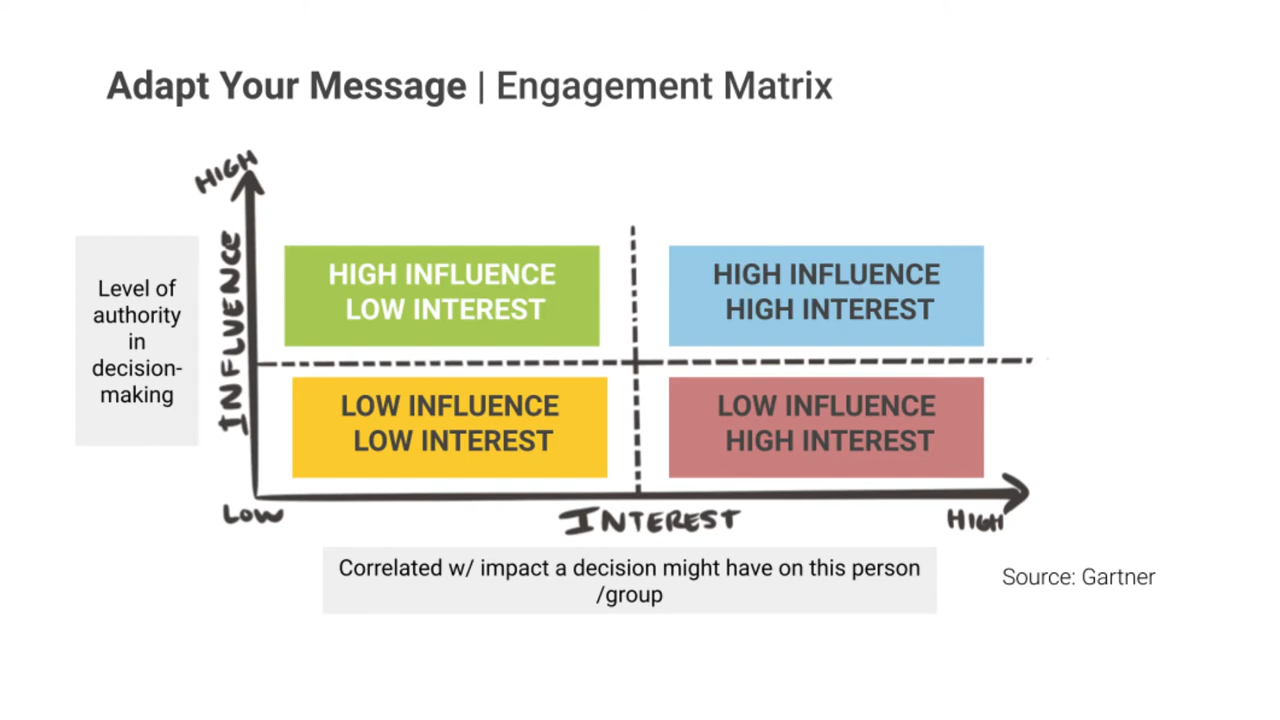 Adapt Your Message | Engagement Matrix
HIGH
INFLUENCE
Level of
authority
in
decision-
making
HIGH INFLUENCE
LOW INTEREST
HIGH INFLUENCE
HIGH INTEREST
LOW INFLUENCE
LOW INTEREST
LOW INFLUENCE
HIGH INTEREST
LOW
INTEREST
HIGH
Correlated w/ impact a decision might have on this person
/group
Source: Gartner